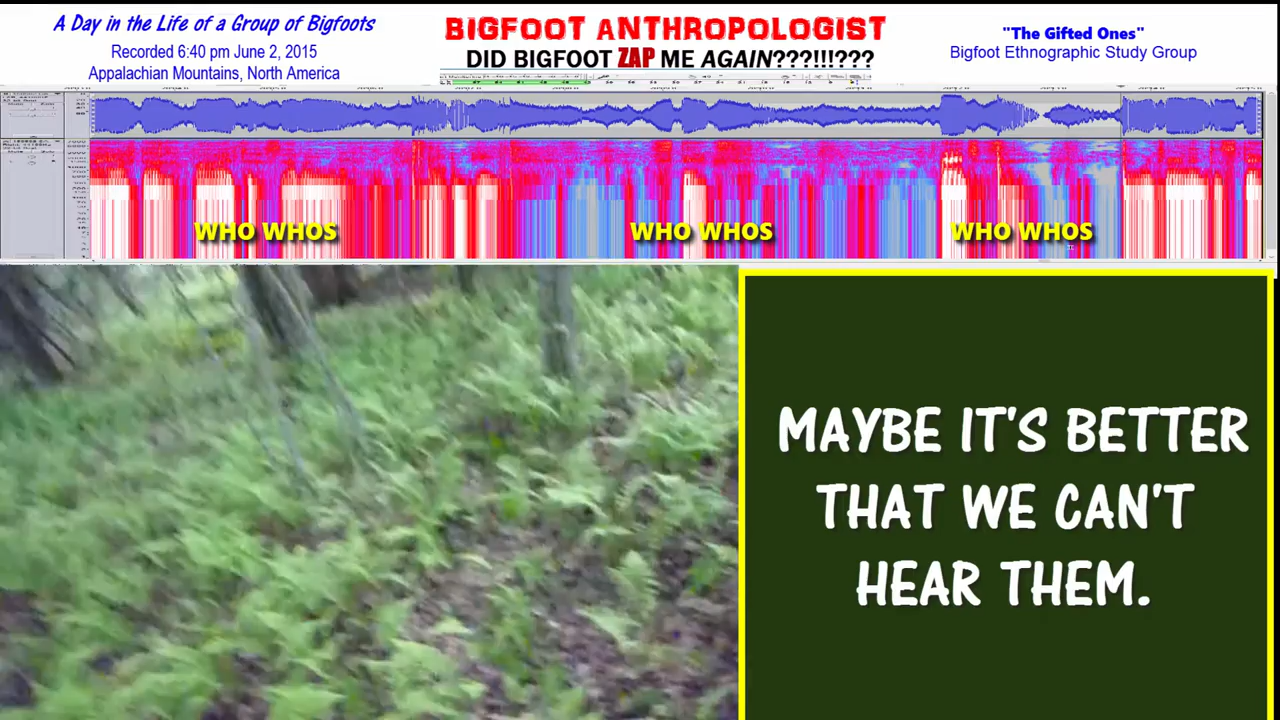 A Day in the Life of a Group of Bigfoots
Recorded 6:40 pm June 2, 2015
Appalachian Mountains, North America
BIGFOOT ANTHROPOLOGIST
DID BIGFOOT ZAP ME AGAIN???!!!???
"The Gifted Ones"
Bigfoot Ethnographic Study Group
WHO WHOS
WHO WHOS
WHO WHOS
MAYBE IT'S BETTER
THAT WE CAN'T
HEAR THEM.